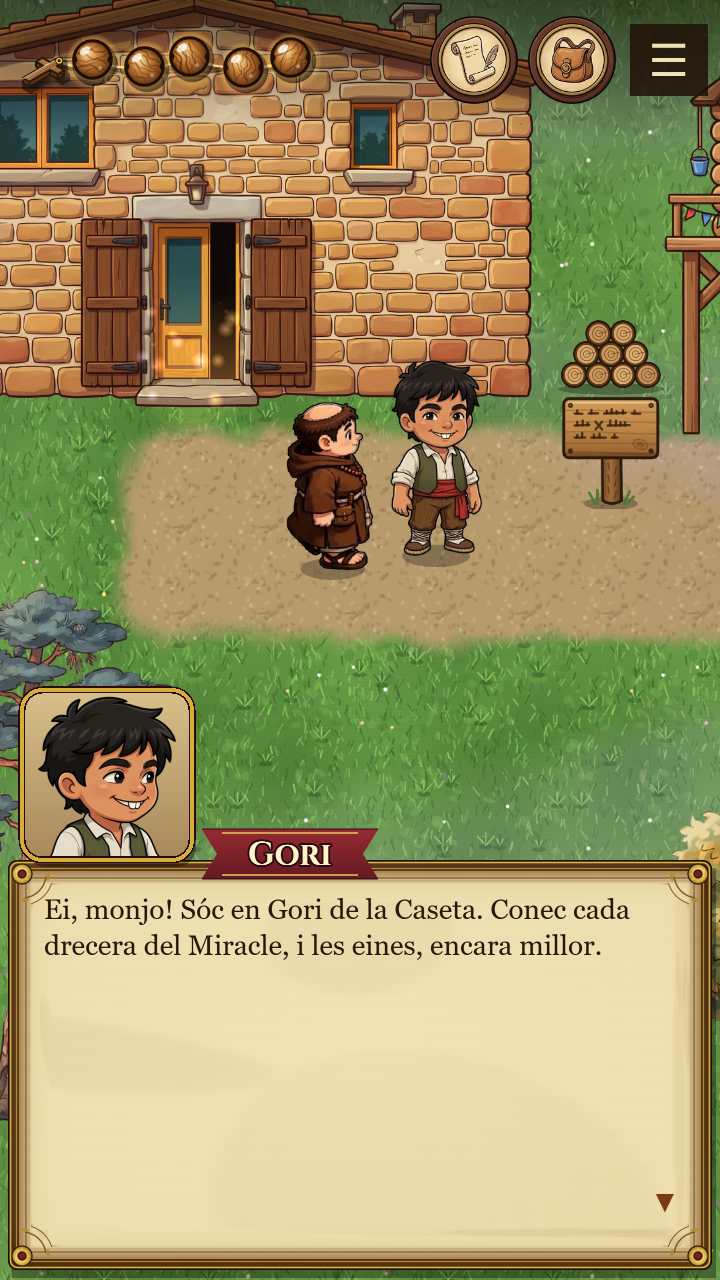 GORI
Ei, monjo! Sóc en Gori de la Caseta. Conec cada
drecera del Miracle, i les eines, encara millor.